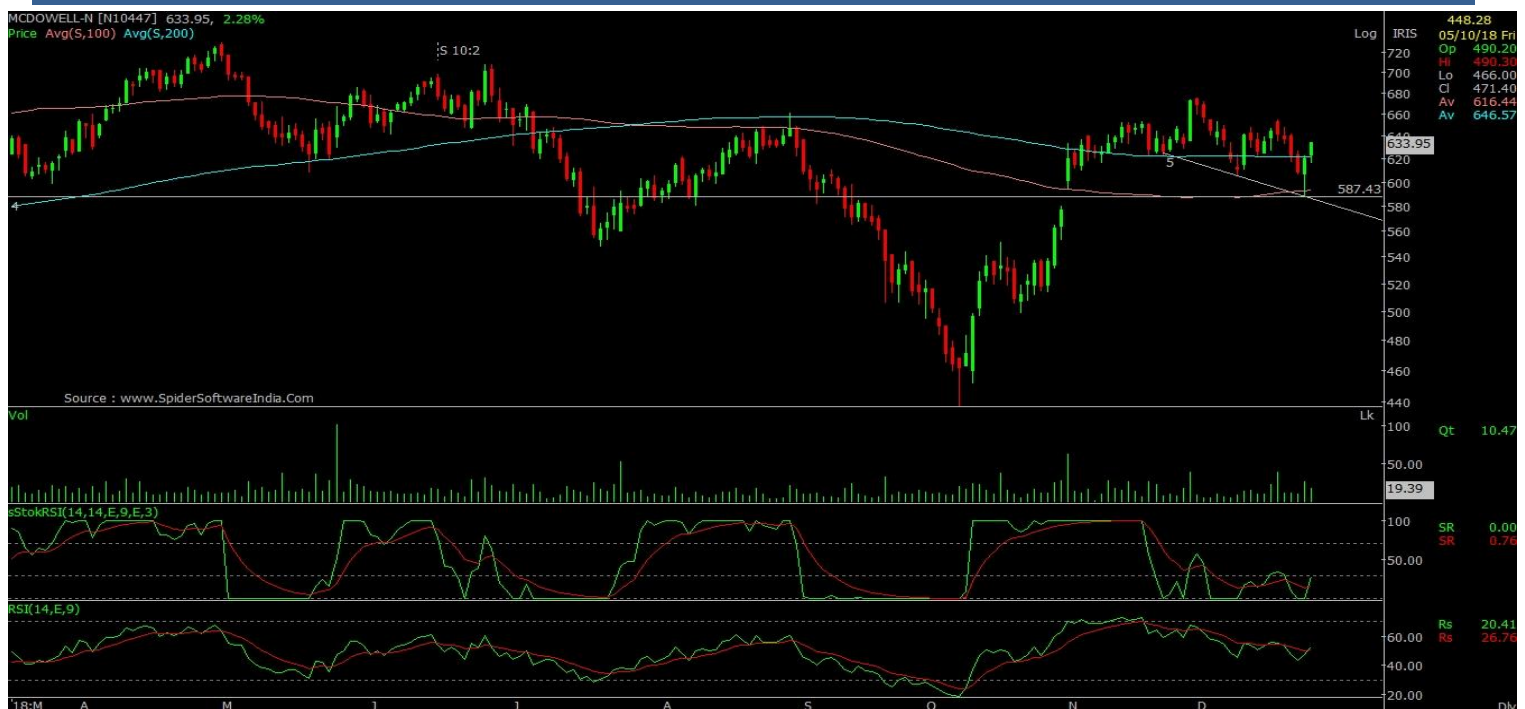 MCDOWELL-N [N10447] 633.95, 2.28%
Price Avg(S,100) Avg(S,200)
S 10:2
Log
IRIS
448.28
05/10/18 Fri
Op 490.20
Hi 490.30
Lo 466.00
Cl 471.40
Av 616.44
Av 646.57
720
700
680
660
640
633.95
620
600
587.43
580
560
540
520
500
480
460
440
4
5
Source : www.SpiderSoftwareIndia.Com
Vol
Lk
100
50.00
19.39
Qt 10.47
sStokRSI(14,14,E,9,E,3)
100
50.00
SR 0.00
SR 0.76
RSI(14,E,9)
60.00
40.00
20.00
Rs 20.41
Rs 26.76
'18:M A M J J A S O N D Dly